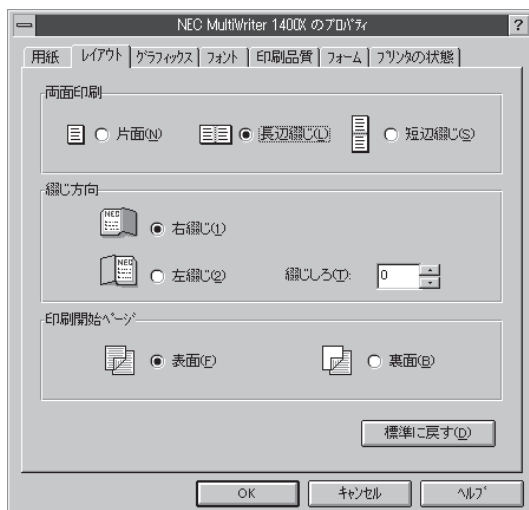 NEC MultiWriter 1400X のプロパティ ?
用紙 レイアウト グラフィックス フォント 印刷品質 フォーム プリンタの状態
両面印刷
片面(N) 長辺綴じ(L) 短辺綴じ(S)
綴じ方向
NEC 右綴じ(1)
NEC 左綴じ(2) 綴じしろ(T): 0
印刷開始ページ
表面(F) 裏面(B)
標準に戻す(D)
OK キャンセル ヘルプ